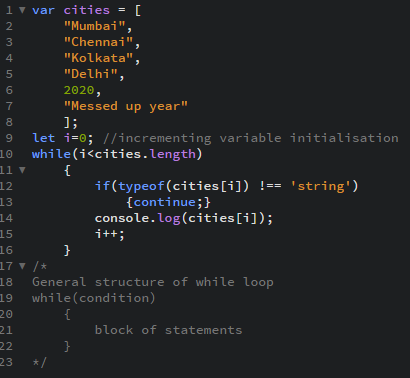 1 var cities = [
2 "Mumbai",
3 "Chennai",
4 "Kolkata",
5 "Delhi",
6 2020,
7 "Messed up year"
8 ];
9 let i=0; //incrementing variable initialisation
10 while(i<cities.length)
11 {
12 if(typeof(cities[i]) !== 'string')
13 {continue;}
14 console.log(cities[i]);
15 i++;
16 }
17 /*
18 General structure of while loop
19 while(condition)
20 {
21 block of statements
22 }
23 */